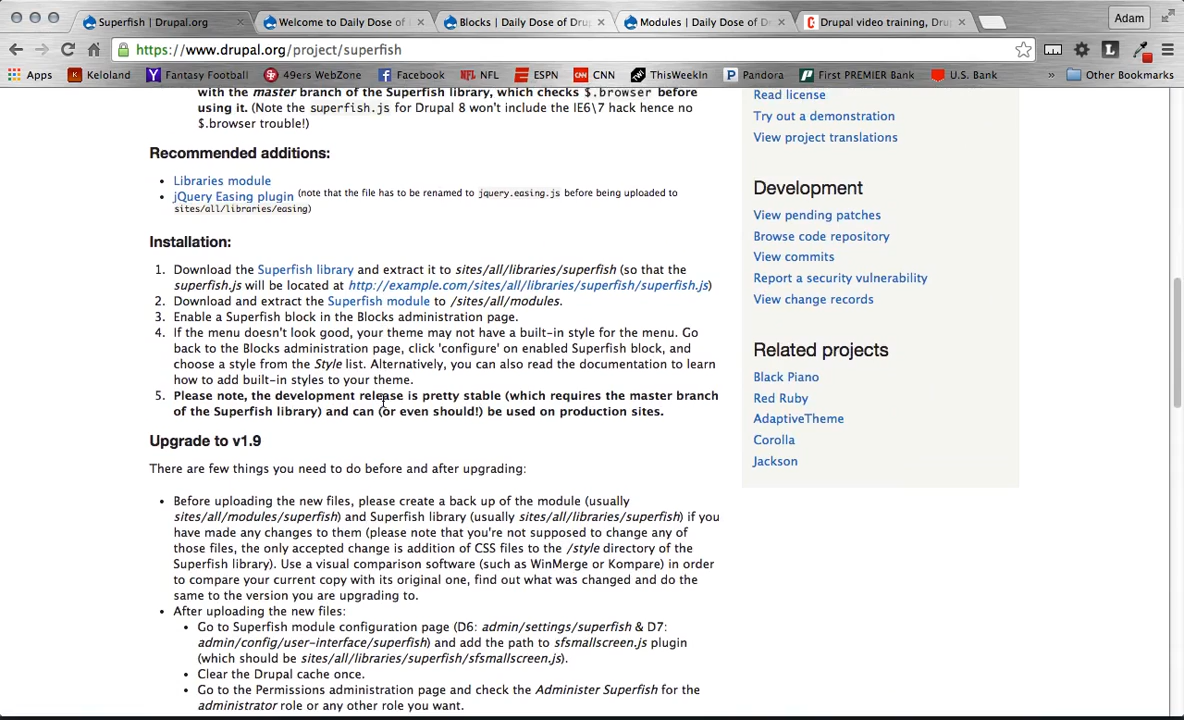 Superfish | Drupal.org
Welcome to Daily Dose of
Blocks | Daily Dose of Dru
Modules | Daily Dose of D
Drupal video training, Dru
Adam
https://www.drupal.org/project/superfish
Apps
Keloland
Fantasy Football
49ers WebZone
Facebook
NFL
ESPN
CNN
ThisWeekIn
Pandora
First PREMIER Bank
U.S. Bank
»
Other Bookmarks
with the master branch of the Superfish library, which checks $.browser before
using it. (Note the superfish.js for Drupal 8 won't include the IE6\7 hack hence no
$.browser trouble!)
Recommended additions:
• Libraries module
• jQuery Easing plugin (note that the file has to be renamed to jquery.easing.js before being uploaded to
sites/all/libraries/easing)
Installation:
1. Download the Superfish library and extract it to sites/all/libraries/superfish (so that the
superfish.js will be located at http://example.com/sites/all/libraries/superfish/superfish.js)
2. Download and extract the Superfish module to /sites/all/modules.
3. Enable a Superfish block in the Blocks administration page.
4. If the menu doesn't look good, your theme may not have a built-in style for the menu. Go
back to the Blocks administration page, click 'configure' on enabled Superfish block, and
choose a style from the Style list. Alternatively, you can also read the documentation to learn
how to add built-in styles to your theme.
5. Please note, the development release is pretty stable (which requires the master branch
of the Superfish library) and can (or even should!) be used on production sites.
Upgrade to v1.9
There are few things you need to do before and after upgrading:
• Before uploading the new files, please create a back up of the module (usually
sites/all/modules/superfish) and Superfish library (usually sites/all/libraries/superfish) if you
have made any changes to them (please note that you're not supposed to change any of
those files, the only accepted change is addition of CSS files to the /style directory of the
Superfish library). Use a visual comparison software (such as WinMerge or Kompare) in order
to compare your current copy with its original one, find out what was changed and do the
same to the version you are upgrading to.
• After uploading the new files:
• Go to Superfish module configuration page (D6: admin/settings/superfish & D7:
admin/config/user-interface/superfish) and add the path to sfsmallscreen.js plugin
(which should be sites/all/libraries/superfish/sfsmallscreen.js).
• Clear the Drupal cache once.
• Go to the Permissions administration page and check the Administer Superfish for the
administrator role or any other role you want.
Read license
Try out a demonstration
View project translations
Development
View pending patches
Browse code repository
View commits
Report a security vulnerability
View change records
Related projects
Black Piano
Red Ruby
AdaptiveTheme
Corolla
Jackson